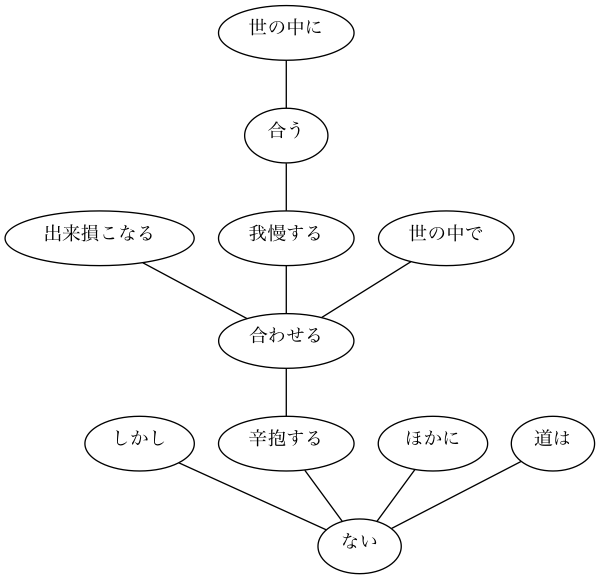 世の中に
合う
出来損こなる
我慢する
世の中で
合わせる
しかし
辛抱する
ほかに
道は
ない